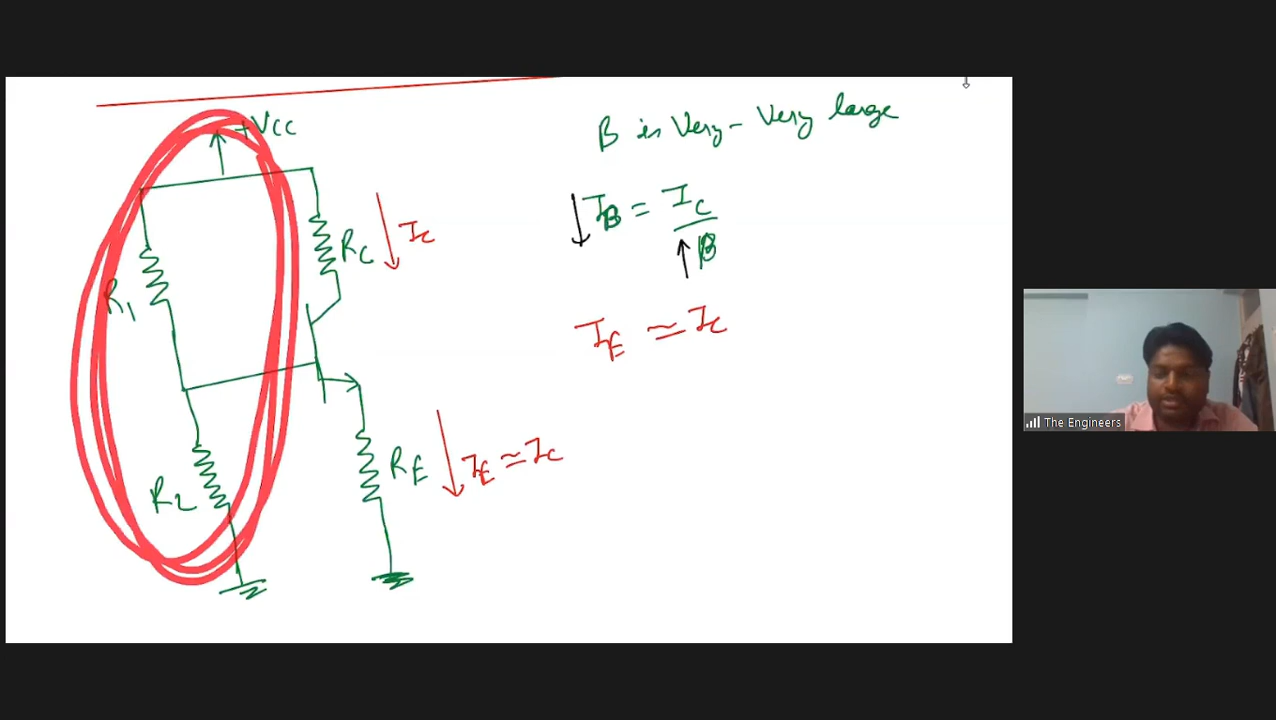 +VCC
R1
RC
↓ IC
R2
RE
↓ IE ≃ IC
β is very-very large
↓ IB = IC / ↑ β
IE ≃ IC
The Engineers